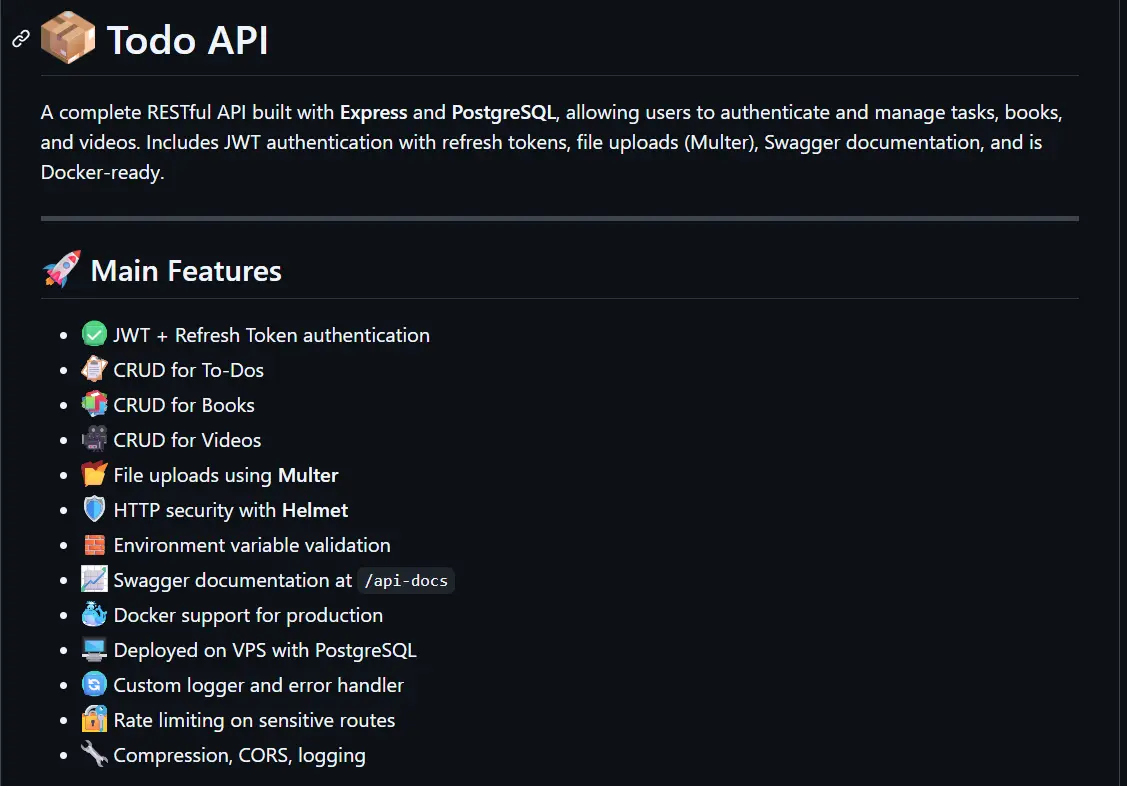 Todo API
A complete RESTful API built with Express and PostgreSQL, allowing users to authenticate and manage tasks, books,
and videos. Includes JWT authentication with refresh tokens, file uploads (Multer), Swagger documentation, and is
Docker-ready.
Main Features
JWT + Refresh Token authentication
CRUD for To-Dos
CRUD for Books
CRUD for Videos
File uploads using Multer
HTTP security with Helmet
Environment variable validation
Swagger documentation at /api-docs
Docker support for production
Deployed on VPS with PostgreSQL
Custom logger and error handler
Rate limiting on sensitive routes
Compression, CORS, logging